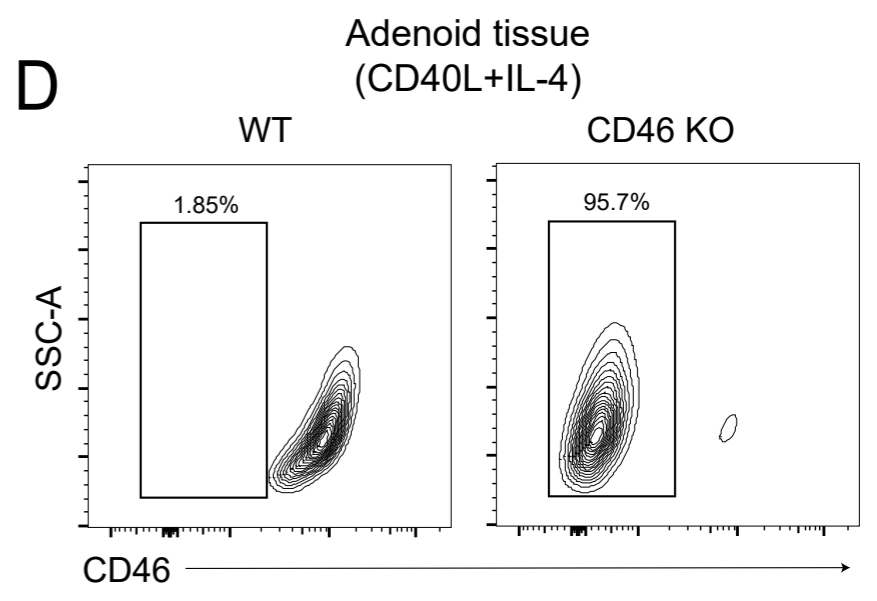 D
Adenoid tissue
(CD40L+IL-4)
WT
CD46 KO
1.85%
95.7%
SSC-A
CD46